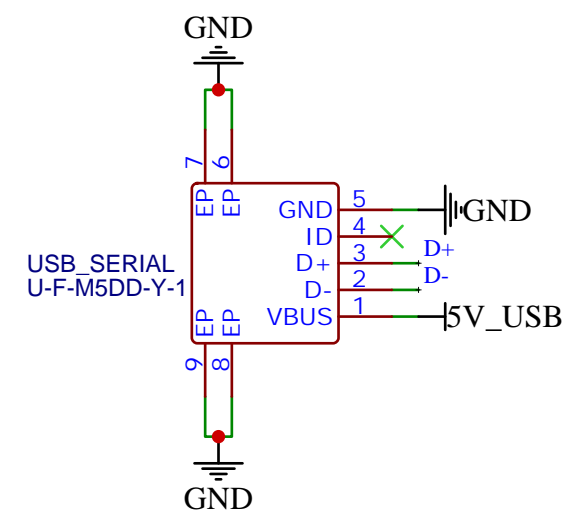 GND
7 6
EP EP
GND 5 GND
ID 4
D+ 3 D+
D- 2 D-
VBUS 1 5V_USB
USB_SERIAL
U-F-M5DD-Y-1
EP EP
9 8
GND